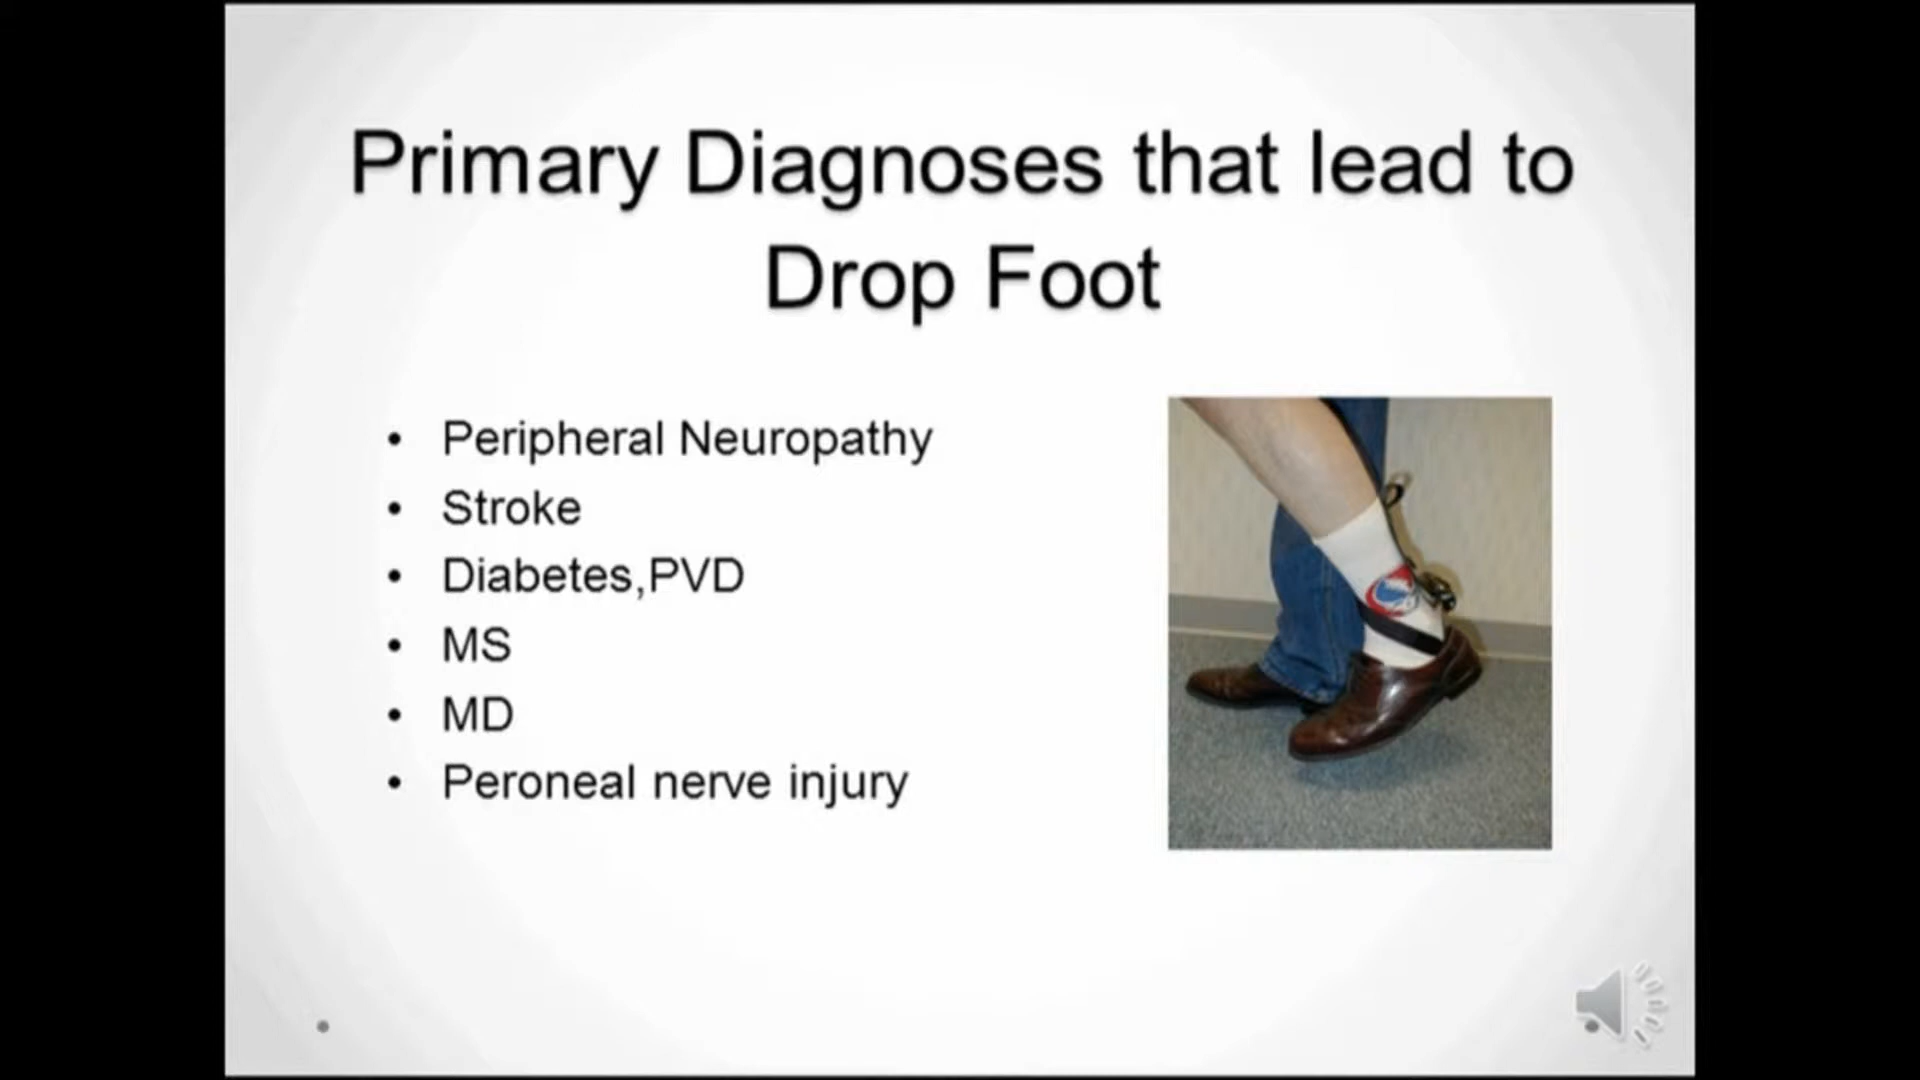 Primary Diagnoses that lead to
Drop Foot
• Peripheral Neuropathy
• Stroke
• Diabetes,PVD
• MS
• MD
• Peroneal nerve injury